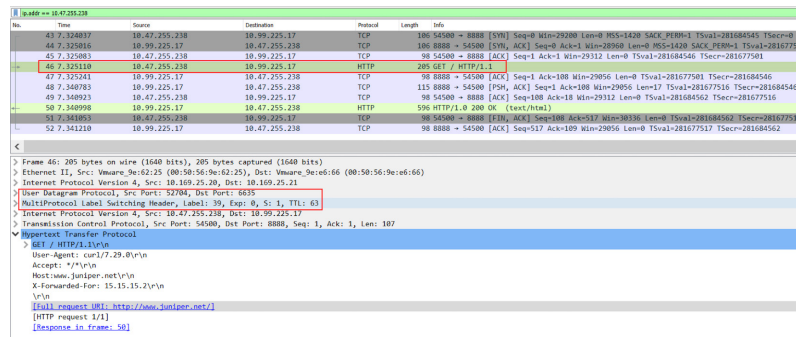 ip.addr == 10.47.255.238
No. Time Source Destination Protocol Length Info
43 7.324037 10.47.255.238 10.99.225.17 TCP 106 54500 → 8888 [SYN] Seq=0 Win=29200 Len=0 MSS=1420 SACK_PERM=1 TSval=281684545 TSecr=0
44 7.325016 10.99.225.17 10.47.255.238 TCP 106 8888 → 54500 [SYN, ACK] Seq=0 Ack=1 Win=28960 Len=0 MSS=1420 SACK_PERM=1 TSval=2816775
45 7.325083 10.47.255.238 10.99.225.17 TCP 98 54500 → 8888 [ACK] Seq=1 Ack=1 Win=29312 Len=0 TSval=281684546 TSecr=281677501
46 7.325110 10.47.255.238 10.99.225.17 HTTP 205 GET / HTTP/1.1
47 7.325241 10.99.225.17 10.47.255.238 TCP 98 8888 → 54500 [ACK] Seq=1 Ack=108 Win=29056 Len=0 TSval=281677501 TSecr=281684546
48 7.340783 10.99.225.17 10.47.255.238 TCP 115 8888 → 54500 [PSH, ACK] Seq=1 Ack=108 Win=29056 Len=17 TSval=281677516 TSecr=281684546
49 7.340923 10.47.255.238 10.99.225.17 TCP 98 54500 → 8888 [ACK] Seq=108 Ack=18 Win=29312 Len=0 TSval=281684562 TSecr=281677516
50 7.340998 10.99.225.17 10.47.255.238 HTTP 596 HTTP/1.0 200 OK (text/html)
51 7.341053 10.47.255.238 10.99.225.17 TCP 98 54500 → 8888 [FIN, ACK] Seq=108 Ack=517 Win=30336 Len=0 TSval=281684562 TSecr=28167751
52 7.341210 10.99.225.17 10.47.255.238 TCP 98 8888 → 54500 [ACK] Seq=517 Ack=109 Win=29056 Len=0 TSval=281677517 TSecr=281684562
Frame 46: 205 bytes on wire (1640 bits), 205 bytes captured (1640 bits)
Ethernet II, Src: Vmware_9e:62:25 (00:50:56:9e:62:25), Dst: Vmware_9e:e6:66 (00:50:56:9e:e6:66)
Internet Protocol Version 4, Src: 10.169.25.20, Dst: 10.169.25.21
User Datagram Protocol, Src Port: 52704, Dst Port: 6635
MultiProtocol Label Switching Header, Label: 39, Exp: 0, S: 1, TTL: 63
Internet Protocol Version 4, Src: 10.47.255.238, Dst: 10.99.225.17
Transmission Control Protocol, Src Port: 54500, Dst Port: 8888, Seq: 1, Ack: 1, Len: 107
Hypertext Transfer Protocol
GET / HTTP/1.1\r\n
User-Agent: curl/7.29.0\r\n
Accept: */*\r\n
Host:www.juniper.net\r\n
X-Forwarded-For: 15.15.15.2\r\n
\r\n
[Full request URI: http://www.juniper.net/]
[HTTP request 1/1]
[Response in frame: 50]